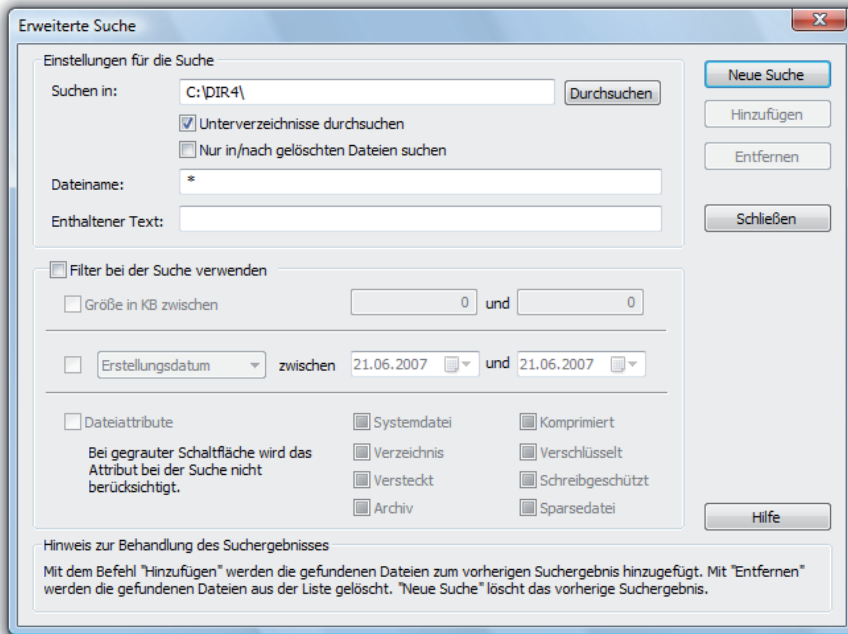 Erweiterte Suche
Einstellungen für die Suche
Suchen in:
C:\DIR4\
Durchsuchen
Unterverzeichnisse durchsuchen
Nur in/nach gelöschten Dateien suchen
Dateiname:
*
Enthaltener Text:
Neue Suche
Hinzufügen
Entfernen
Schließen
Filter bei der Suche verwenden
Größe in KB zwischen
0 und 0
Erstellungsdatum zwischen 21.06.2007 und 21.06.2007
Dateiattribute
Bei gegrauter Schaltfläche wird das
Attribut bei der Suche nicht
berücksichtigt.
Systemdatei
Verzeichnis
Versteckt
Archiv
Komprimiert
Verschlüsselt
Schreibgeschützt
Sparsedatei
Hilfe
Hinweis zur Behandlung des Suchergebnisses
Mit dem Befehl "Hinzufügen" werden die gefundenen Dateien zum vorherigen Suchergebnis hinzugefügt. Mit "Entfernen"
werden die gefundenen Dateien aus der Liste gelöscht. "Neue Suche" löscht das vorherige Suchergebnis.